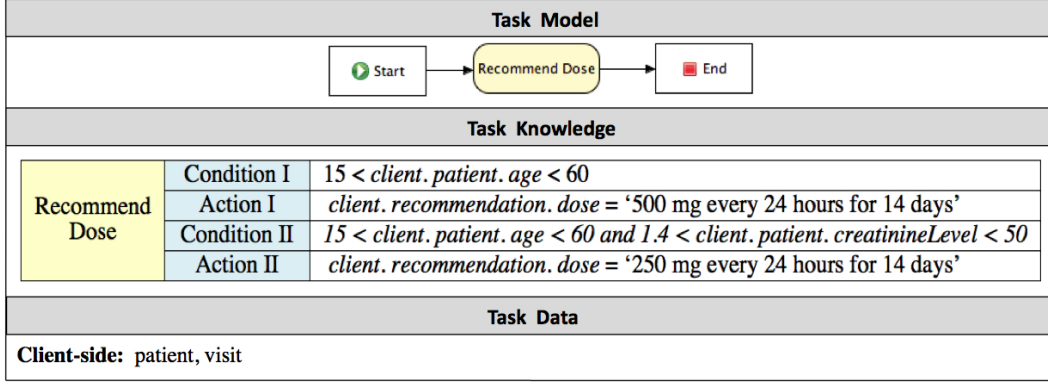 Task Model
Start
Recommend Dose
End
Task Knowledge
Recommend Dose
Condition I
15 < client. patient. age < 60
Action I
client. recommendation. dose = ‘500 mg every 24 hours for 14 days’
Condition II
15 < client. patient. age < 60 and 1.4 < client. patient. creatinineLevel < 50
Action II
client. recommendation. dose = ‘250 mg every 24 hours for 14 days’
Task Data
Client-side: patient, visit